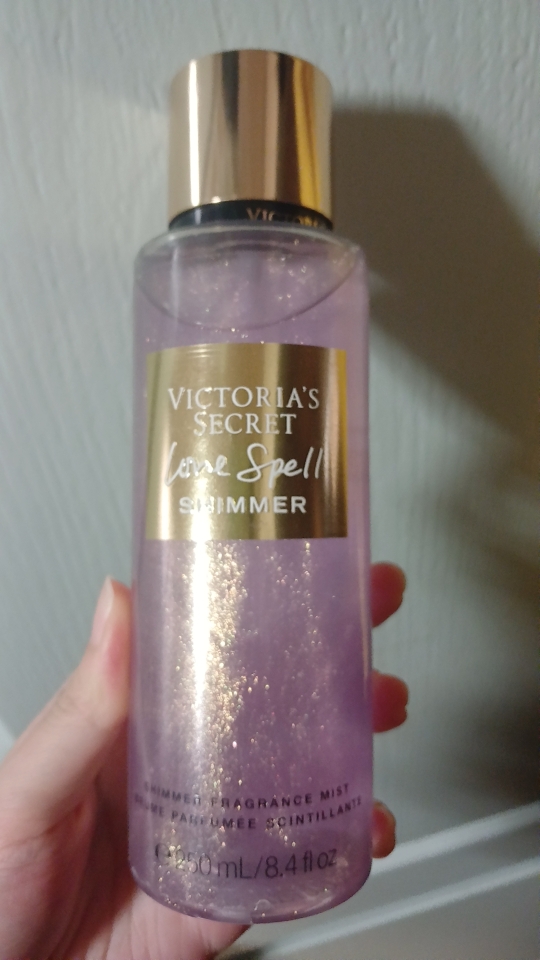 VICTORIA'S
SECRET
Love Spell
SHIMMER
SHIMMER FRAGRANCE MIST
BRUME PARFUMÉE SCINTILLANTE
℮ 250 mL/8.4 fl oz